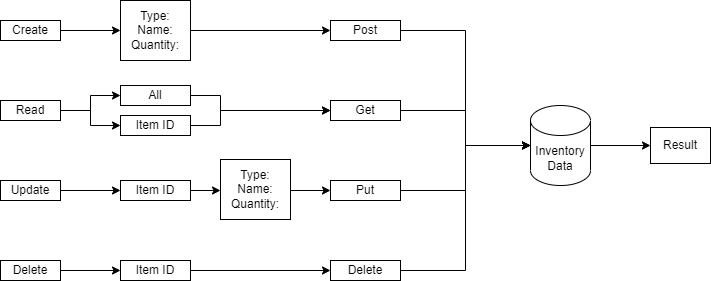 Create
Type:
Name:
Quantity:
Post
Read
All
Item ID
Get
Update
Item ID
Type:
Name:
Quantity:
Put
Delete
Item ID
Delete
Inventory
Data
Result